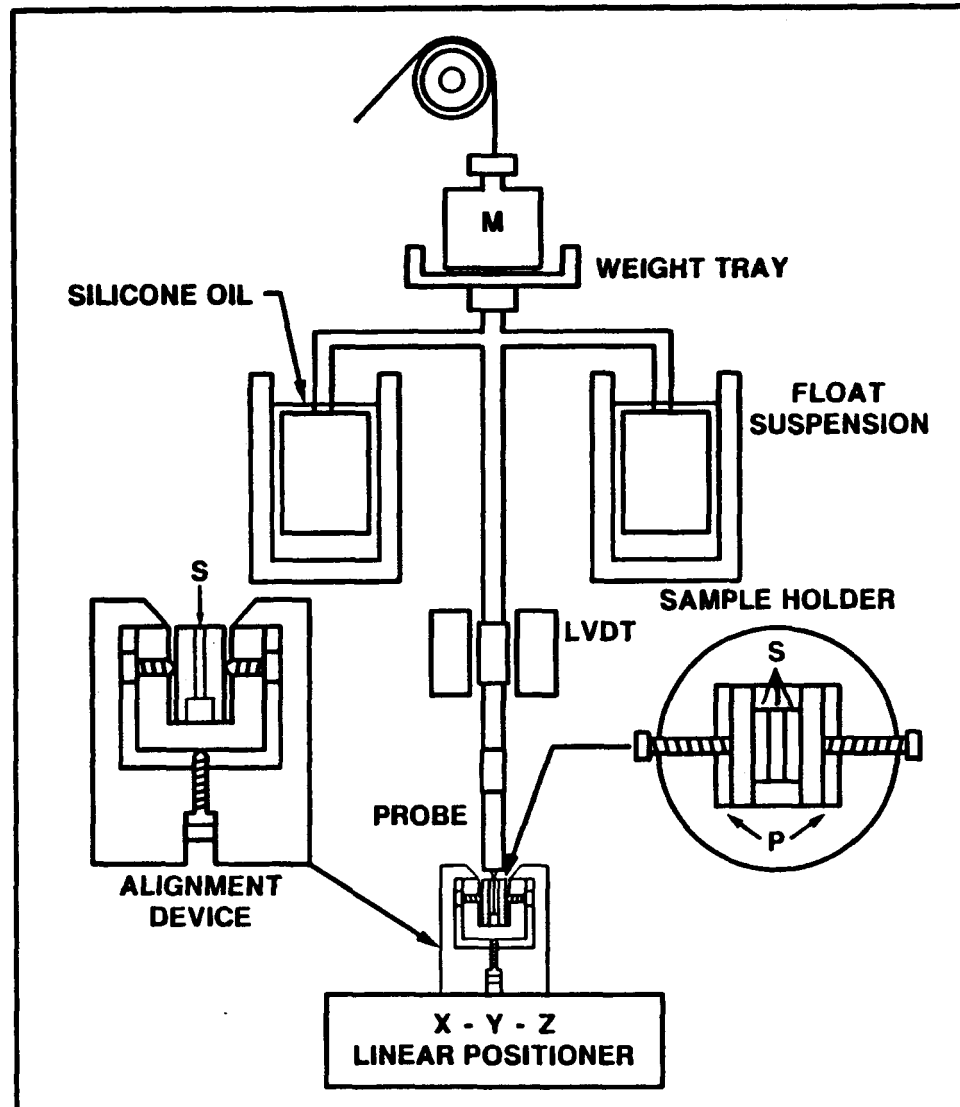 M
WEIGHT TRAY
SILICONE OIL
FLOAT
SUSPENSION
S
SAMPLE HOLDER
LVDT
S
PROBE
P
ALIGNMENT
DEVICE
X - Y - Z
LINEAR POSITIONER